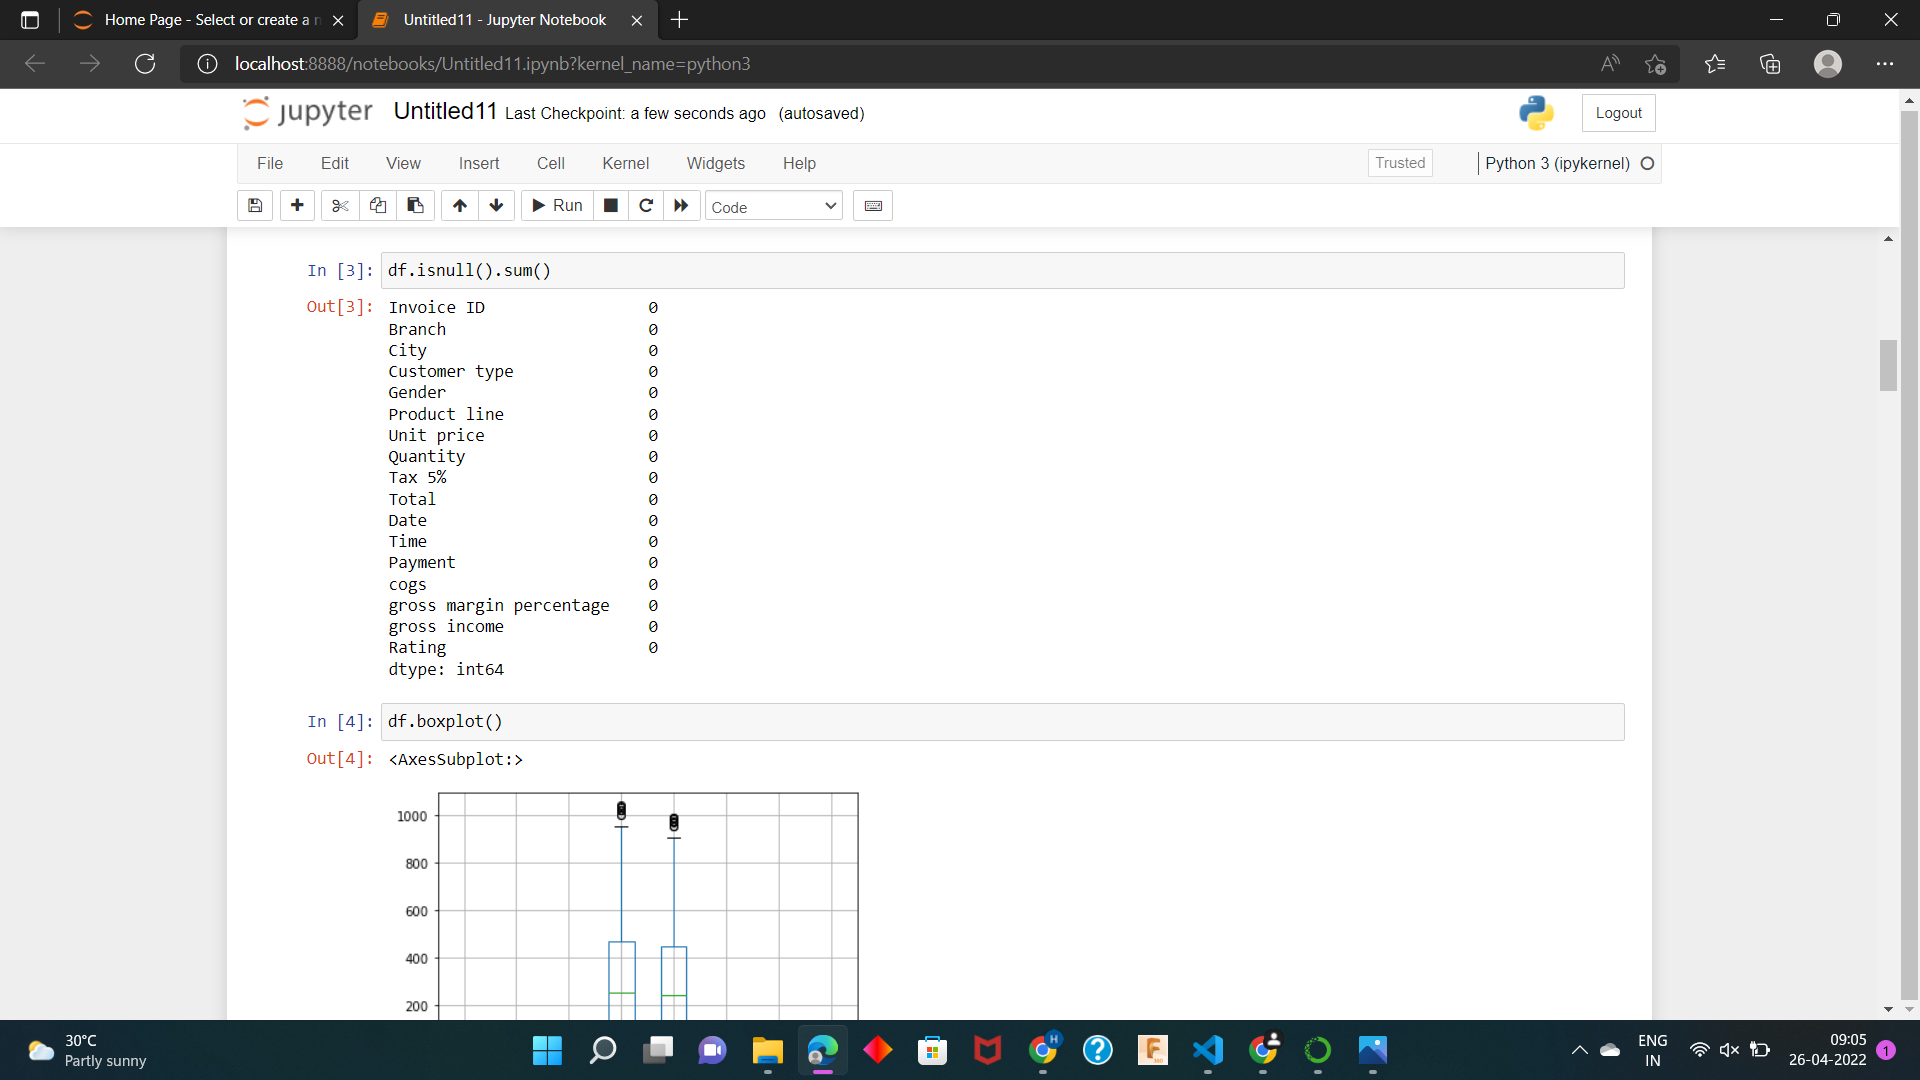 Home Page - Select or create a n
Untitled11 - Jupyter Notebook
localhost:8888/notebooks/Untitled11.ipynb?kernel_name=python3
jupyter Untitled11 Last Checkpoint: a few seconds ago (autosaved)
Logout
File Edit View Insert Cell Kernel Widgets Help
Trusted
Python 3 (ipykernel)
Run
Code
In [3]: df.isnull().sum()
Out[3]: Invoice ID 0
Branch 0
City 0
Customer type 0
Gender 0
Product line 0
Unit price 0
Quantity 0
Tax 5% 0
Total 0
Date 0
Time 0
Payment 0
cogs 0
gross margin percentage 0
gross income 0
Rating 0
dtype: int64
In [4]: df.boxplot()
Out[4]: <AxesSubplot:>
1000
800
600
400
200
30°C
Partly sunny
H
F
ENG
IN
09:05
26-04-2022
1